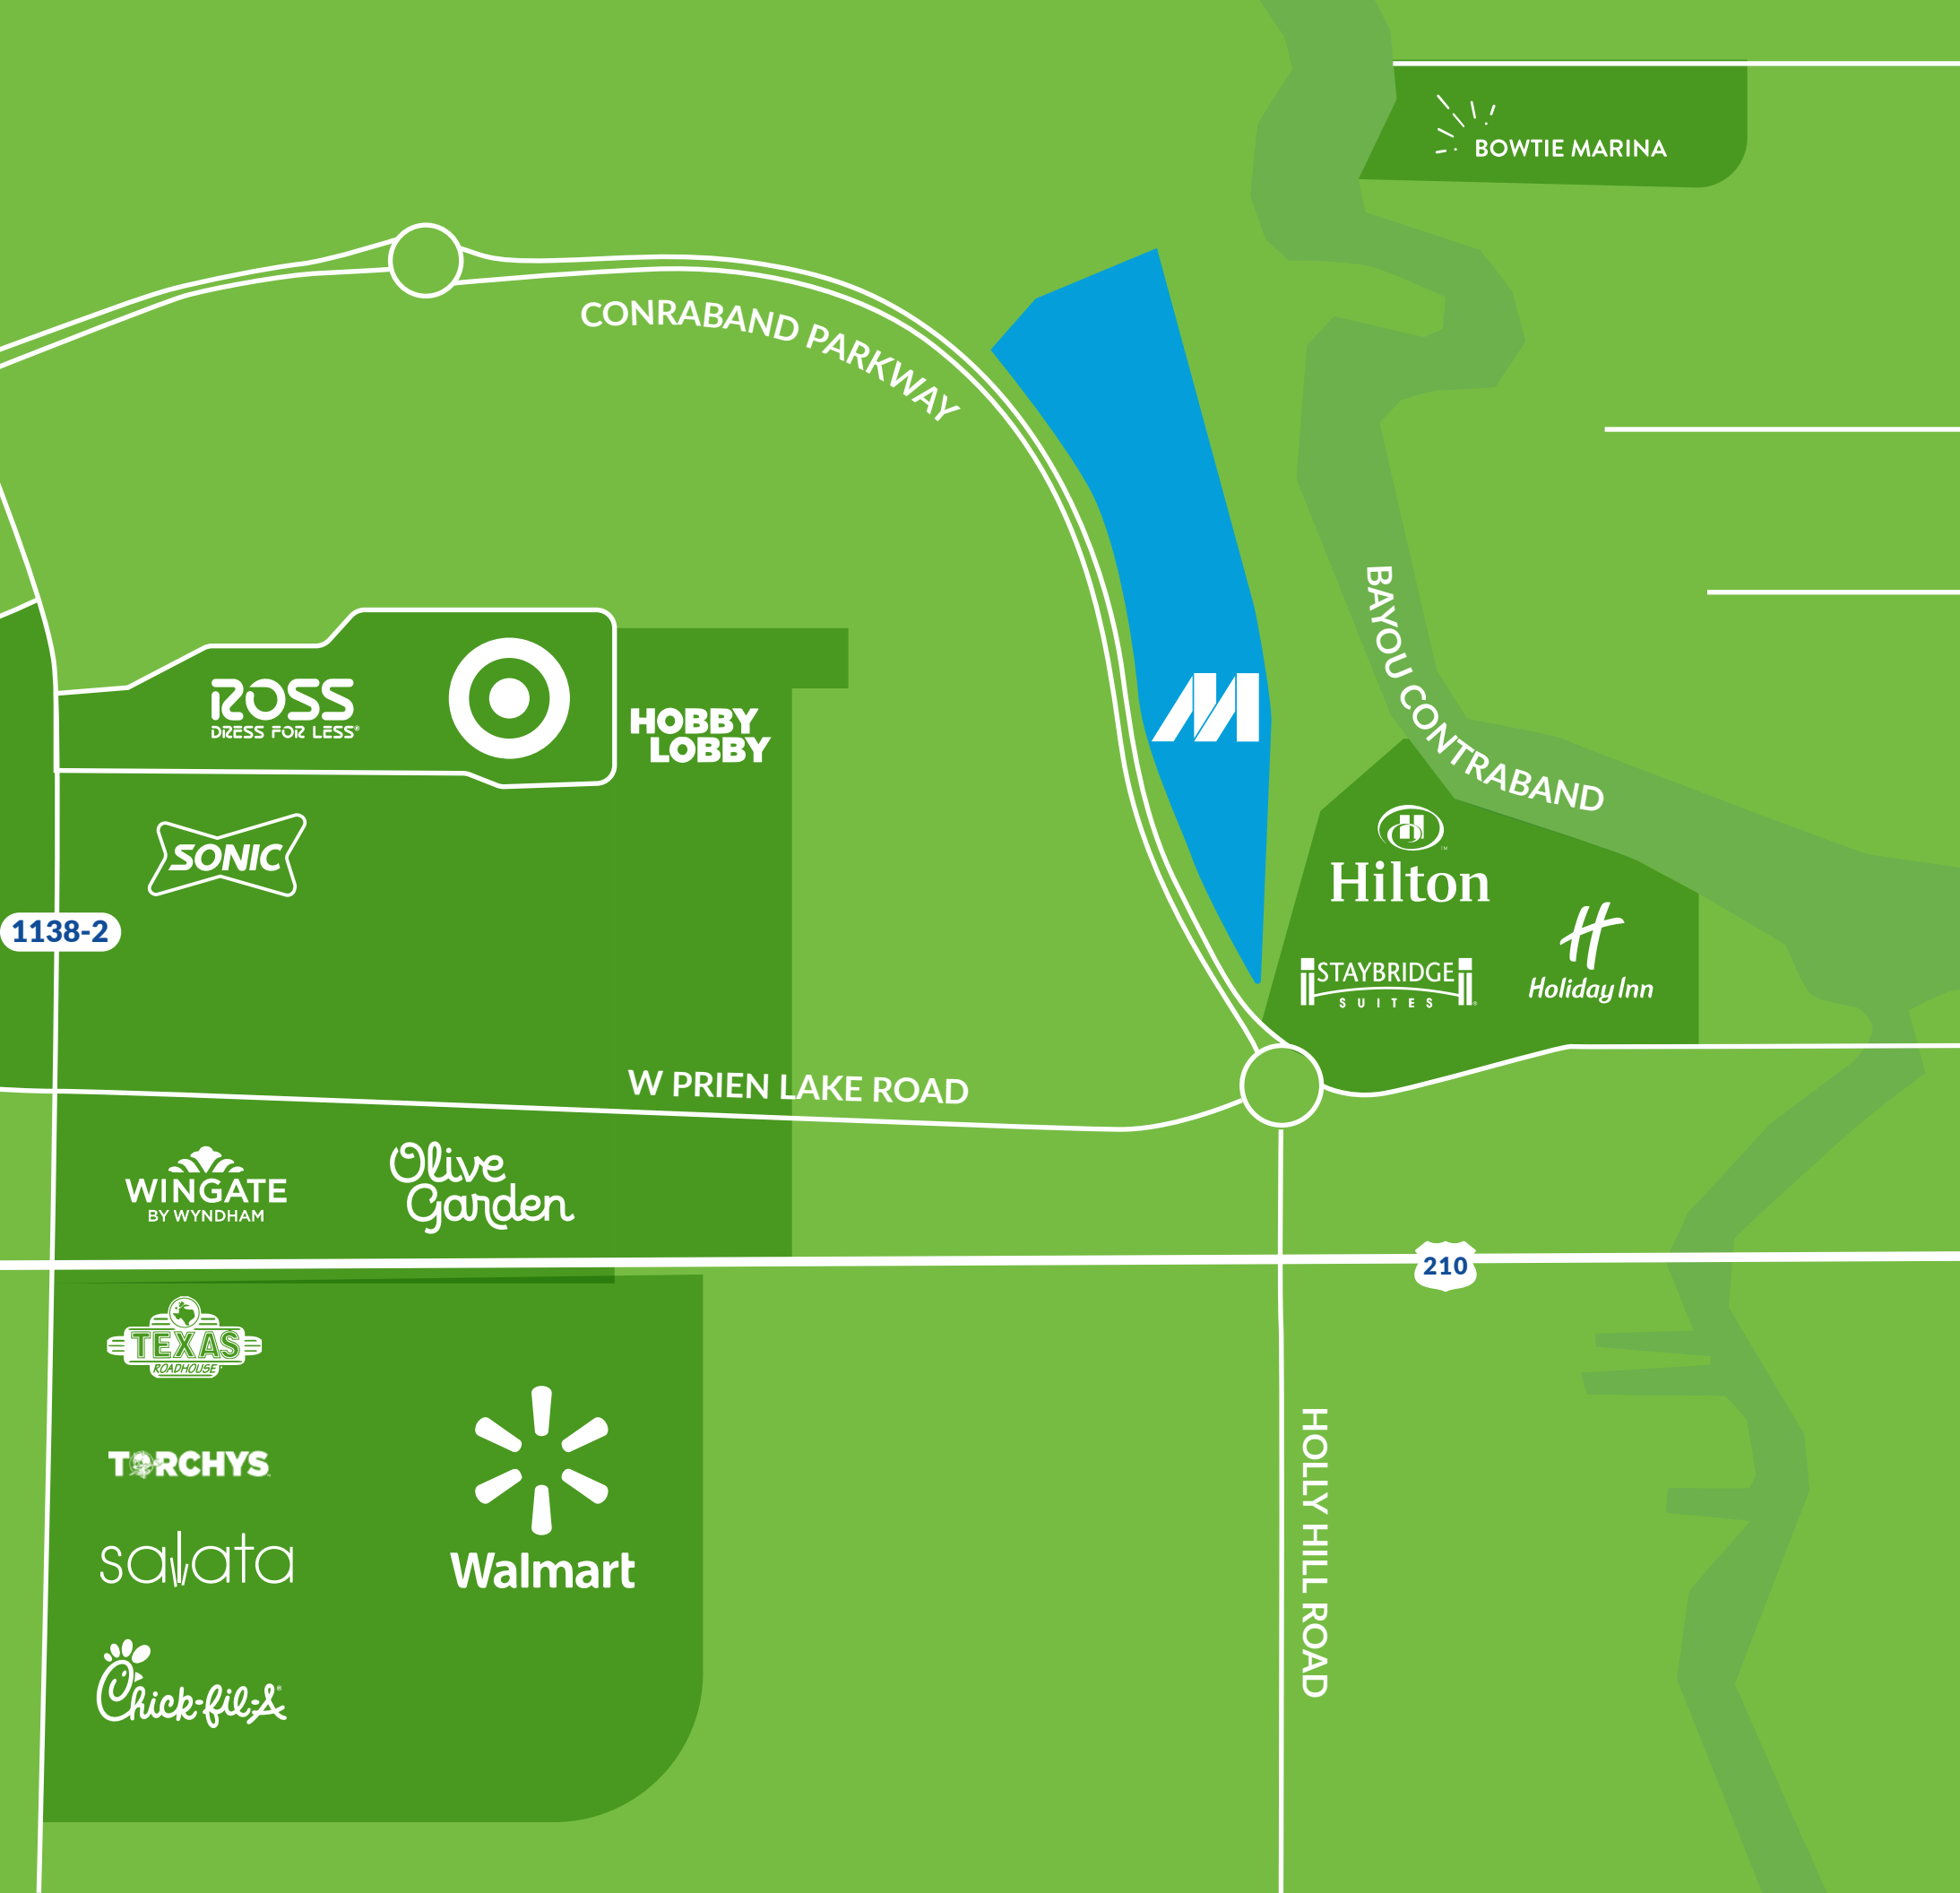 BOWTIE MARINA
CONRABAND PARKWAY
BAYOU CONTRABAND
ROSS
DRESS FOR LESS®
HOBBY
LOBBY
SONIC
Hilton
™
1138-2
STAYBRIDGE
SUITES
®
Holiday Inn
W PRIEN LAKE ROAD
WINGATE
BY WYNDHAM
Olive
Garden
210
TEXAS
ROADHOUSE
TORCHYS
salata
Walmart
Chick-fil-A®
HOLLY HILL ROAD